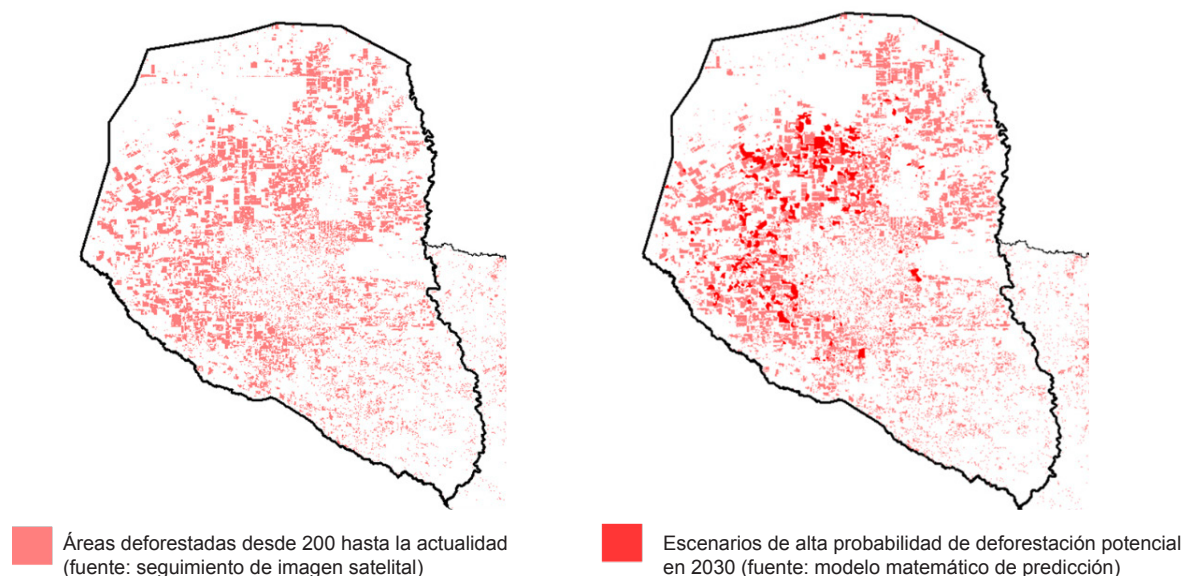 Áreas deforestadas desde 200 hasta la actualidad
(fuente: seguimiento de imagen satelital)
Escenarios de alta probabilidad de deforestación potencial
en 2030 (fuente: modelo matemático de predicción)